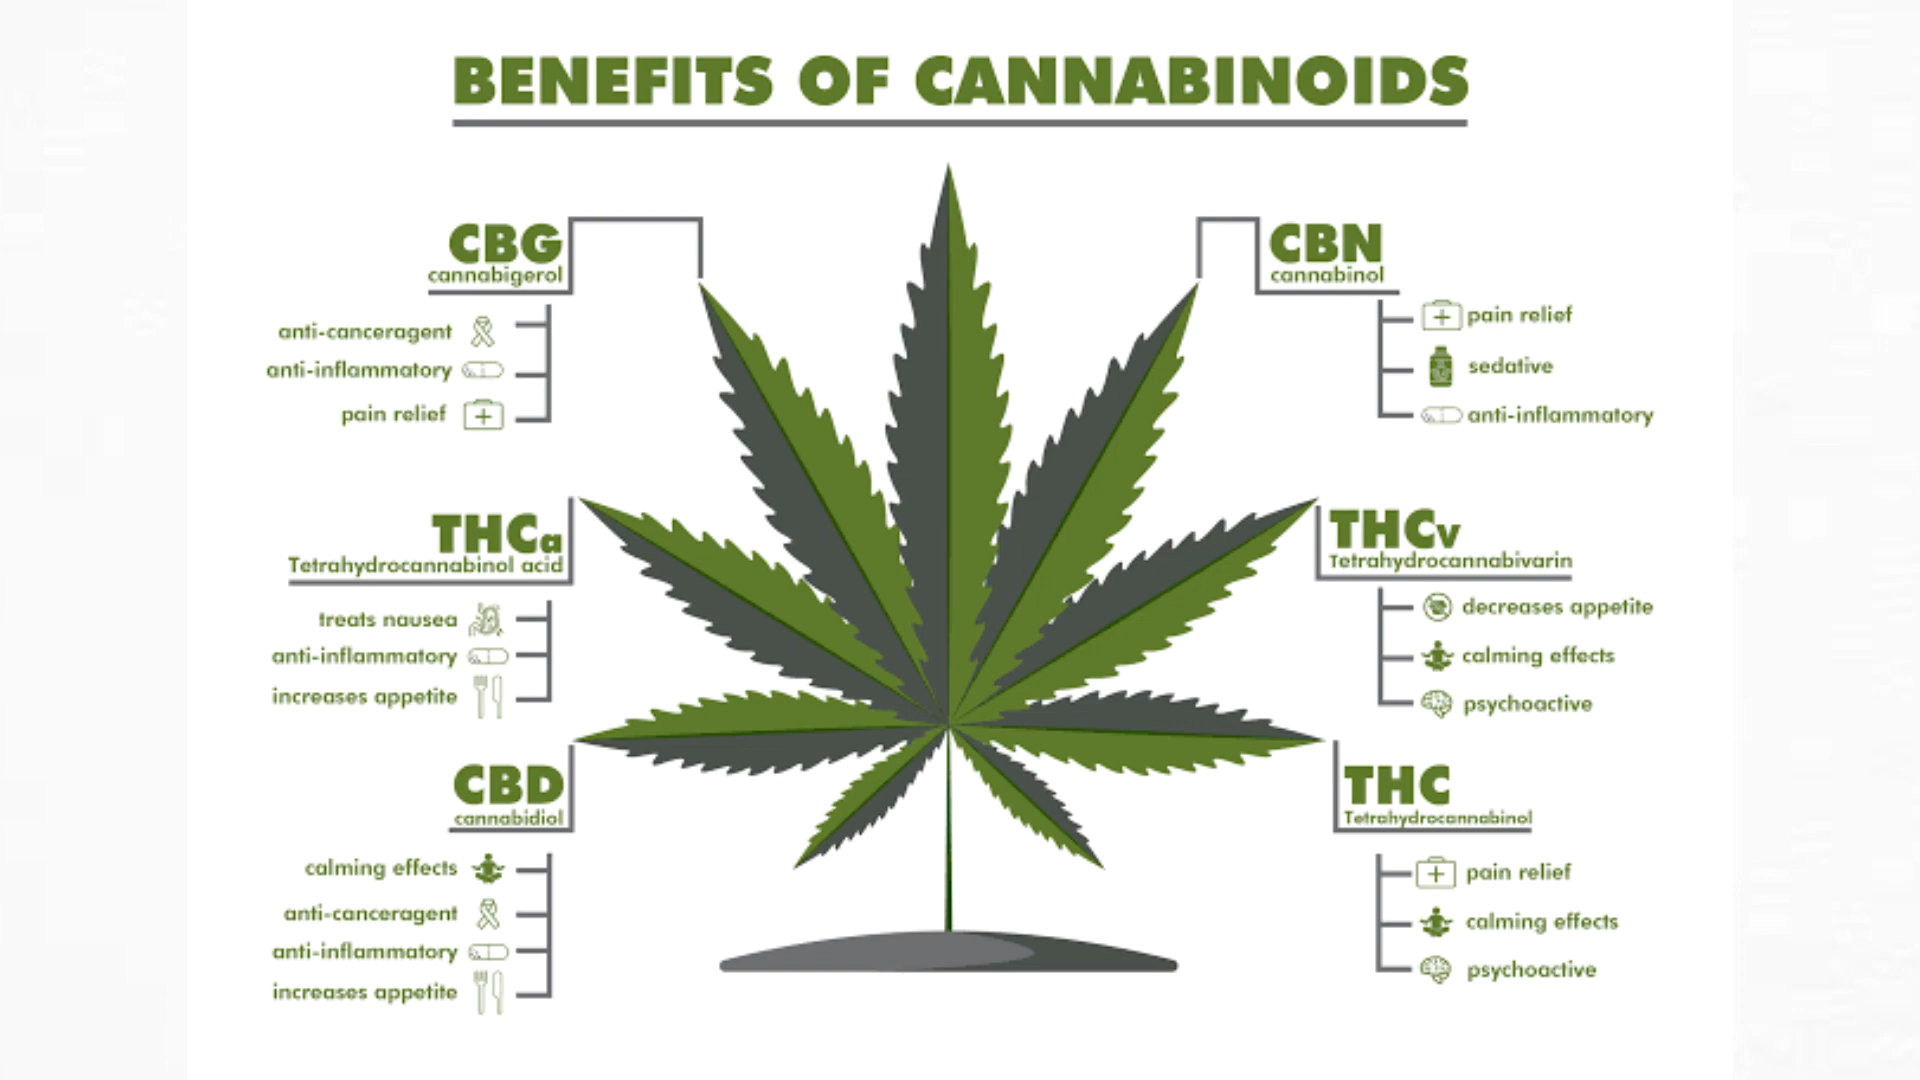 BENEFITS OF CANNABINOIDS
CBG
cannabigerol
anti-canceragent
anti-inflammatory
pain relief
THCa
Tetrahydrocannabinol acid
treats nausea
anti-inflammatory
increases appetite
CBD
cannabidiol
calming effects
anti-canceragent
anti-inflammatory
increases appetite
CBN
cannabinol
pain relief
sedative
anti-inflammatory
THCv
Tetrahydrocannabivarin
decreases appetite
calming effects
psychoactive
THC
Tetrahydrocannabinol
pain relief
calming effects
psychoactive